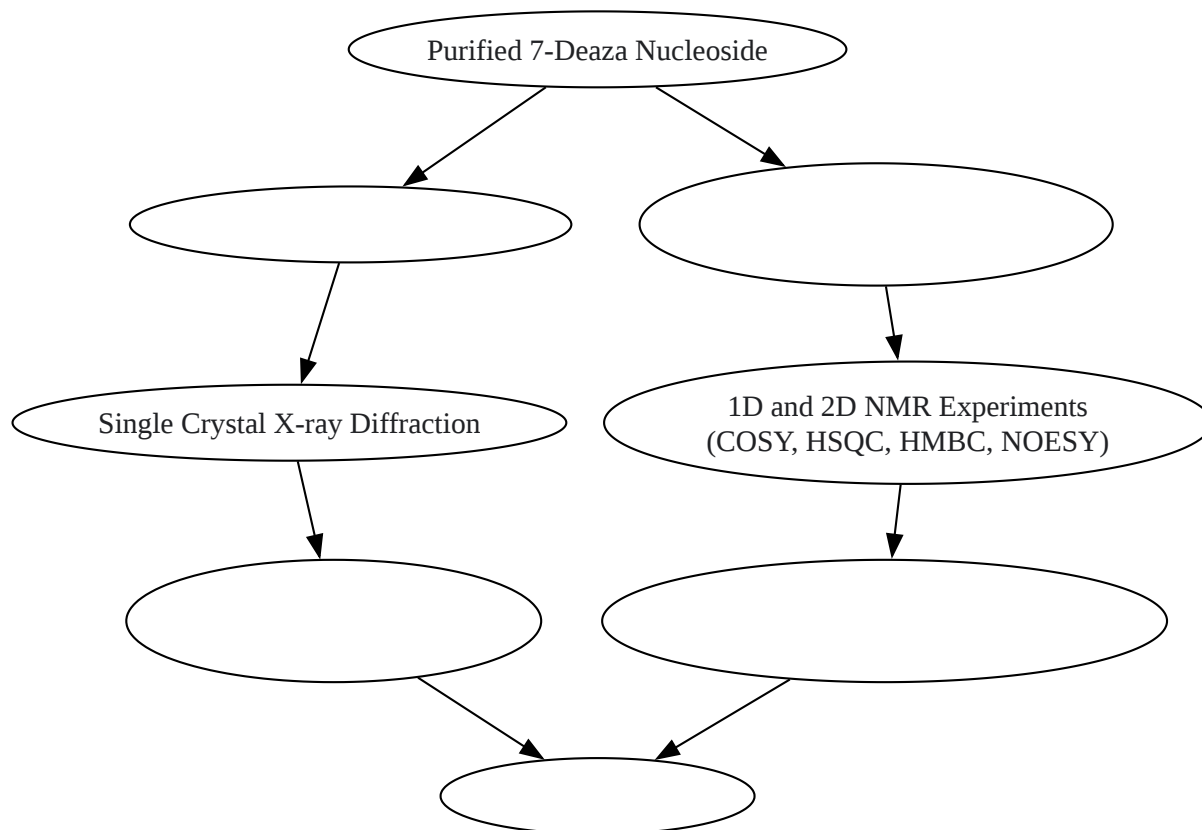 Purified 7-Deaza Nucleoside
Single Crystal X-ray Diffraction
1D and 2D NMR Experiments
(COSY, HSQC, HMBC, NOESY)